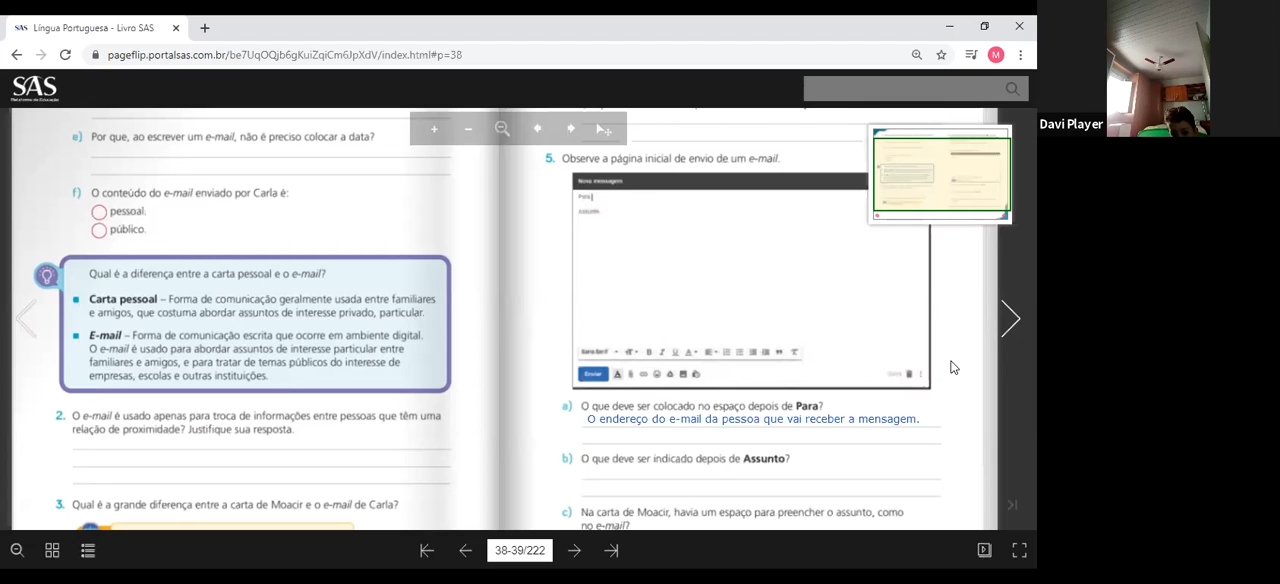 SAS Língua Portuguesa - Livro SAS
pageflip.portalsas.com.br/be7UqOQjb6gKuiZqiCm6JpXdV/index.html#p=38
M
SAS
Plataforma de Educação
Davi Player
e) Por que, ao escrever um e-mail, não é preciso colocar a data?
f) O conteúdo do e-mail enviado por Carla é:
pessoal.
público.
Qual é a diferença entre a carta pessoal e o e-mail?
Carta pessoal – Forma de comunicação geralmente usada entre familiares
e amigos, que costuma abordar assuntos de interesse privado, particular.
E-mail – Forma de comunicação escrita que ocorre em ambiente digital.
O e-mail é usado para abordar assuntos de interesse particular entre
familiares e amigos, e para tratar de temas públicos do interesse de
empresas, escolas e outras instituições.
2. O e-mail é usado apenas para troca de informações entre pessoas que têm uma
relação de proximidade? Justifique sua resposta.
3. Qual é a grande diferença entre a carta de Moacir e o e-mail de Carla?
5. Observe a página inicial de envio de um e-mail.
Nova mensagem
Para
Assunto
Sans Serif
Enviar
a) O que deve ser colocado no espaço depois de Para?
O endereço do e-mail da pessoa que vai receber a mensagem.
b) O que deve ser indicado depois de Assunto?
c) Na carta de Moacir, havia um espaço para preencher o assunto, como
no e-mail?
38-39/222